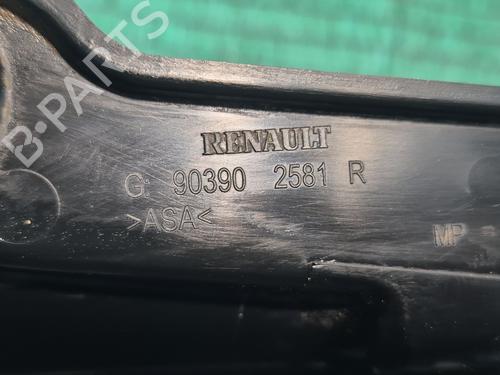 B-PARTS
RENAULT
G: 90390 2581 R
>ASA<
MP